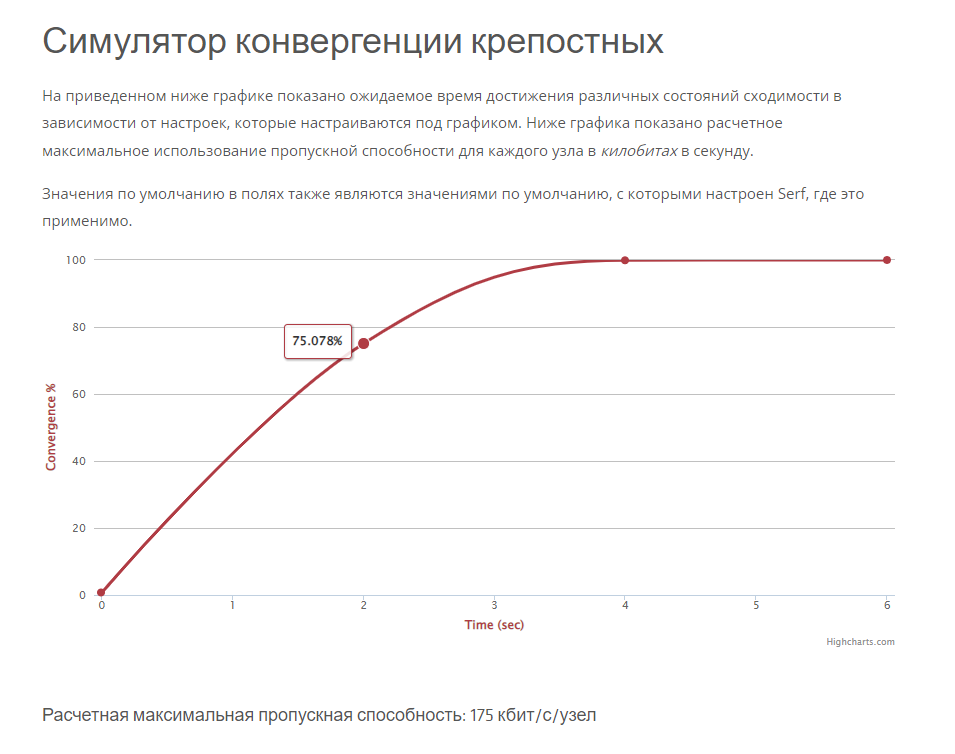 Симулятор конвергенции крепостных
На приведенном ниже графике показано ожидаемое время достижения различных состояний сходимости в
зависимости от настроек, которые настраиваются под графиком. Ниже графика показано расчетное
максимальное использование пропускной способности для каждого узла в килобитах в секунду.
Значения по умолчанию в полях также являются значениями по умолчанию, с которыми настроен Serf, где это
применимо.
100
80
75.078%
60
Convergence %
40
20
0
0 1 2 3 4 5 6
Time (sec)
Highcharts.com
Расчетная максимальная пропускная способность: 175 кбит/с/узел